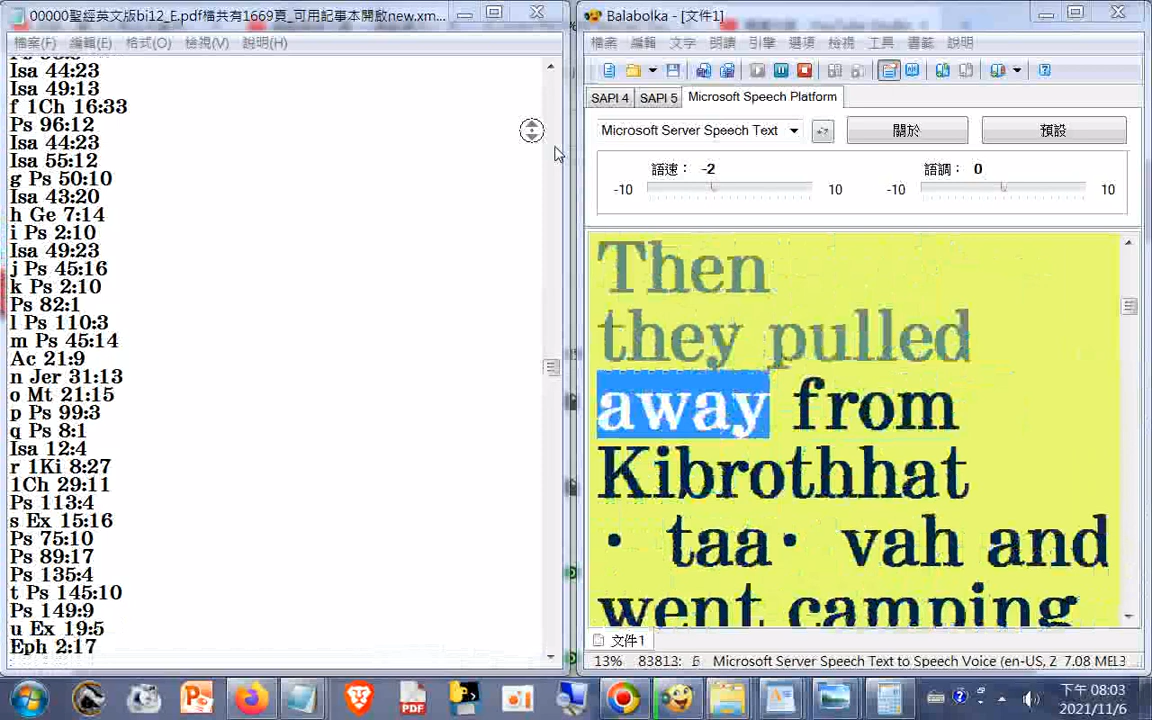 00000聖經英文版bi12_E.pdf檔共有1669頁_可用記事本開啟new.xm...
檔案(F) 編輯(E) 格式(O) 檢視(V) 說明(H)
Isa 44:23
Isa 49:13
f 1Ch 16:33
Ps 96:12
Isa 44:23
Isa 55:12
g Ps 50:10
Isa 43:20
h Ge 7:14
i Ps 2:10
Isa 49:23
j Ps 45:16
k Ps 2:10
Ps 82:1
l Ps 110:3
m Ps 45:14
Ac 21:9
n Jer 31:13
o Mt 21:15
p Ps 99:3
q Ps 8:1
Isa 12:4
r 1Ki 8:27
1Ch 29:11
Ps 113:4
s Ex 15:16
Ps 75:10
Ps 89:17
Ps 135:4
t Ps 145:10
Ps 149:9
u Ex 19:5
Eph 2:17
Balabolka - [文件1]
檔案 編輯 文字 朗讀 引擎 選項 檢視 工具 書籤 說明
SAPI 4 SAPI 5 Microsoft Speech Platform
Microsoft Server Speech Text 關於 預設
語速： -2 語調： 0
-10 10 -10 10
Then
they pulled
away from
Kibrothhat
· taa· vah and
went camping
文件1
13% 83813: Microsoft Server Speech Text to Speech Voice (en-US, Z 7.08 ME
PDF
下午 08:03
2021/11/6